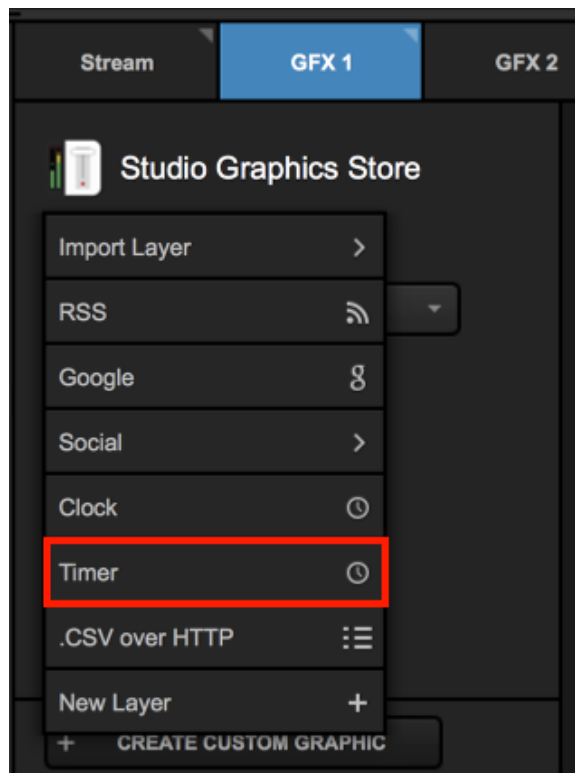 Stream GFX 1 GFX 2
Studio Graphics Store
Import Layer
RSS
Google
Social
Clock
Timer
.CSV over HTTP
New Layer
+ CREATE CUSTOM GRAPHIC